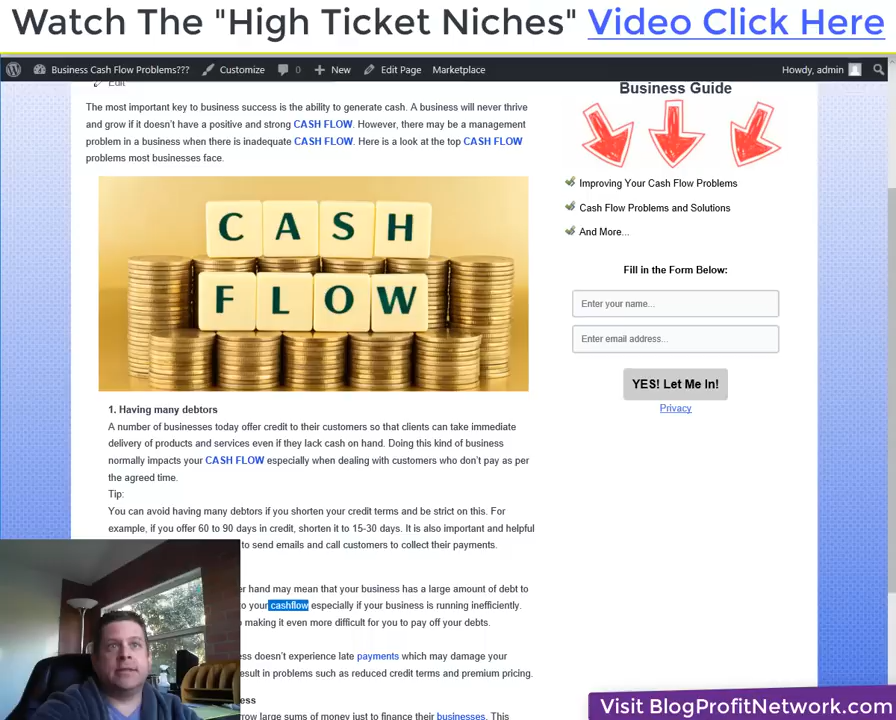 Watch The "High Ticket Niches" Video Click Here
Business Cash Flow Problems??? Customize 0 New Edit Page Marketplace Howdy, admin
Edit
The most important key to business success is the ability to generate cash. A business will never thrive
and grow if it doesn't have a positive and strong CASH FLOW. However, there may be a management
problem in a business when there is inadequate CASH FLOW. Here is a look at the top CASH FLOW
problems most businesses face.
CASH
FLOW
1. Having many debtors
A number of businesses today offer credit to their customers so that clients can take immediate
delivery of products and services even if they lack cash on hand. Doing this kind of business
normally impacts your CASH FLOW especially when dealing with customers who don't pay as per
the agreed time.
Tip:
You can avoid having many debtors if you shorten your credit terms and be strict on this. For
example, if you offer 60 to 90 days in credit, shorten it to 15-30 days. It is also important and helpful
to send emails and call customers to collect their payments.
er hand may mean that your business has a large amount of debt to
to your cashflow especially if your business is running inefficiently.
making it even more difficult for you to pay off your debts.
ess doesn't experience late payments which may damage your
esult in problems such as reduced credit terms and premium pricing.
ness
rrow large sums of money just to finance their businesses. This
Business Guide
Improving Your Cash Flow Problems
Cash Flow Problems and Solutions
And More...
Fill in the Form Below:
Enter your name...
Enter email address...
YES! Let Me In!
Privacy
Visit BlogProfitNetwork.com